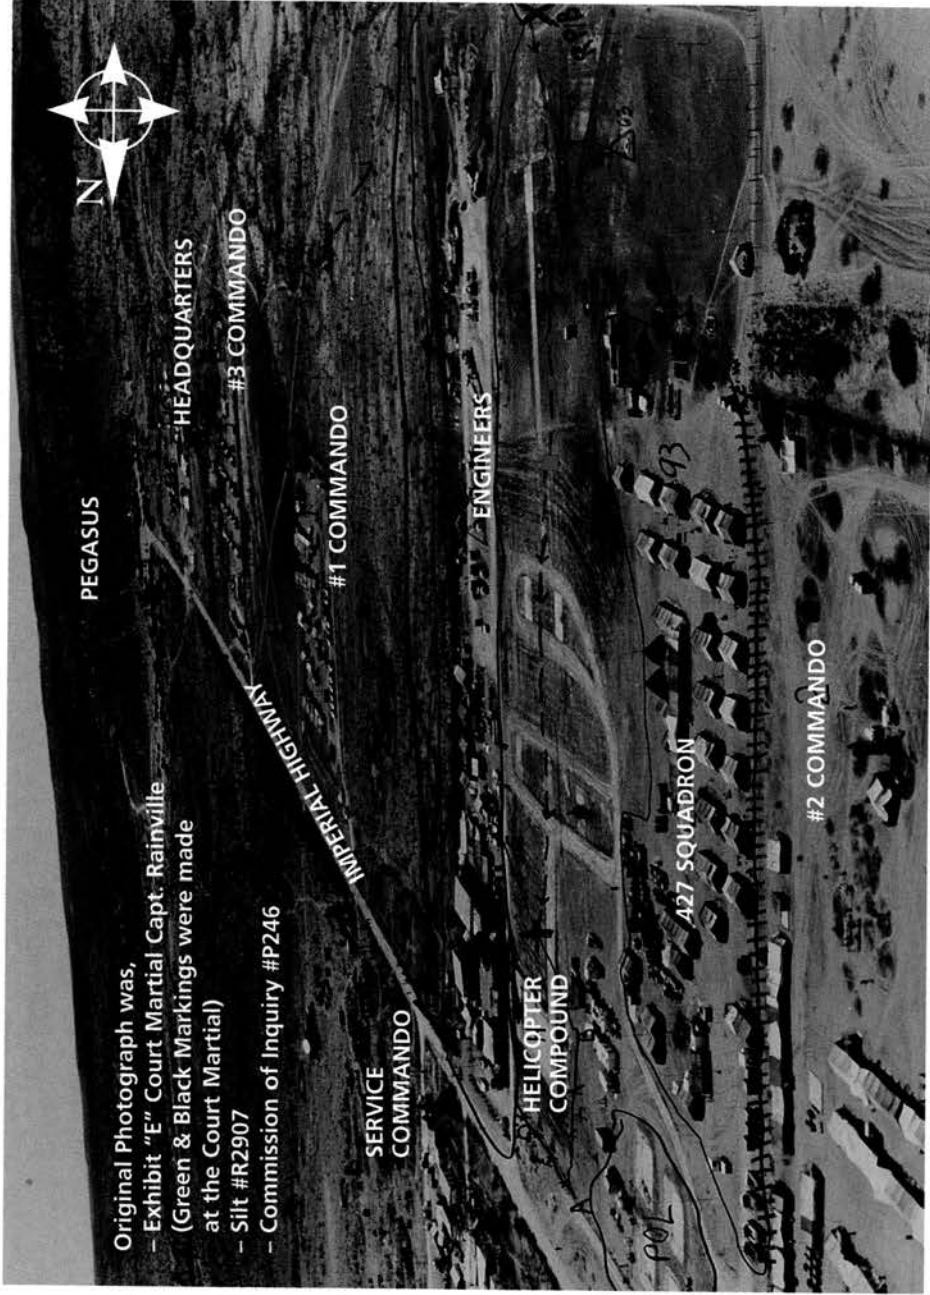 Original Photograph was,
– Exhibit "E" Court Martial Capt. Rainville
(Green & Black Markings were made
at the Court Martial)
– Silt #R2907
– Commission of Inquiry #P246
N
PEGASUS
HEADQUARTERS
#3 COMMANDO
#1 COMMANDO
IMPERIAL HIGHWAY
SERVICE
COMMANDO
ENGINEERS
HELICOPTER
COMPOUND
427 SQUADRON
93
POL
A
#2 COMMANDO